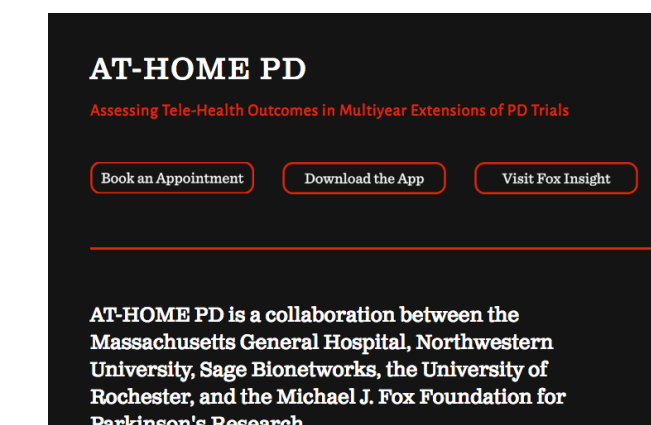 AT-HOME PD
Assessing Tele-Health Outcomes in Multiyear Extensions of PD Trials
Book an Appointment
Download the App
Visit Fox Insight
AT-HOME PD is a collaboration between the
Massachusetts General Hospital, Northwestern
University, Sage Bionetworks, the University of
Rochester, and the Michael J. Fox Foundation for
Parkinson's Research